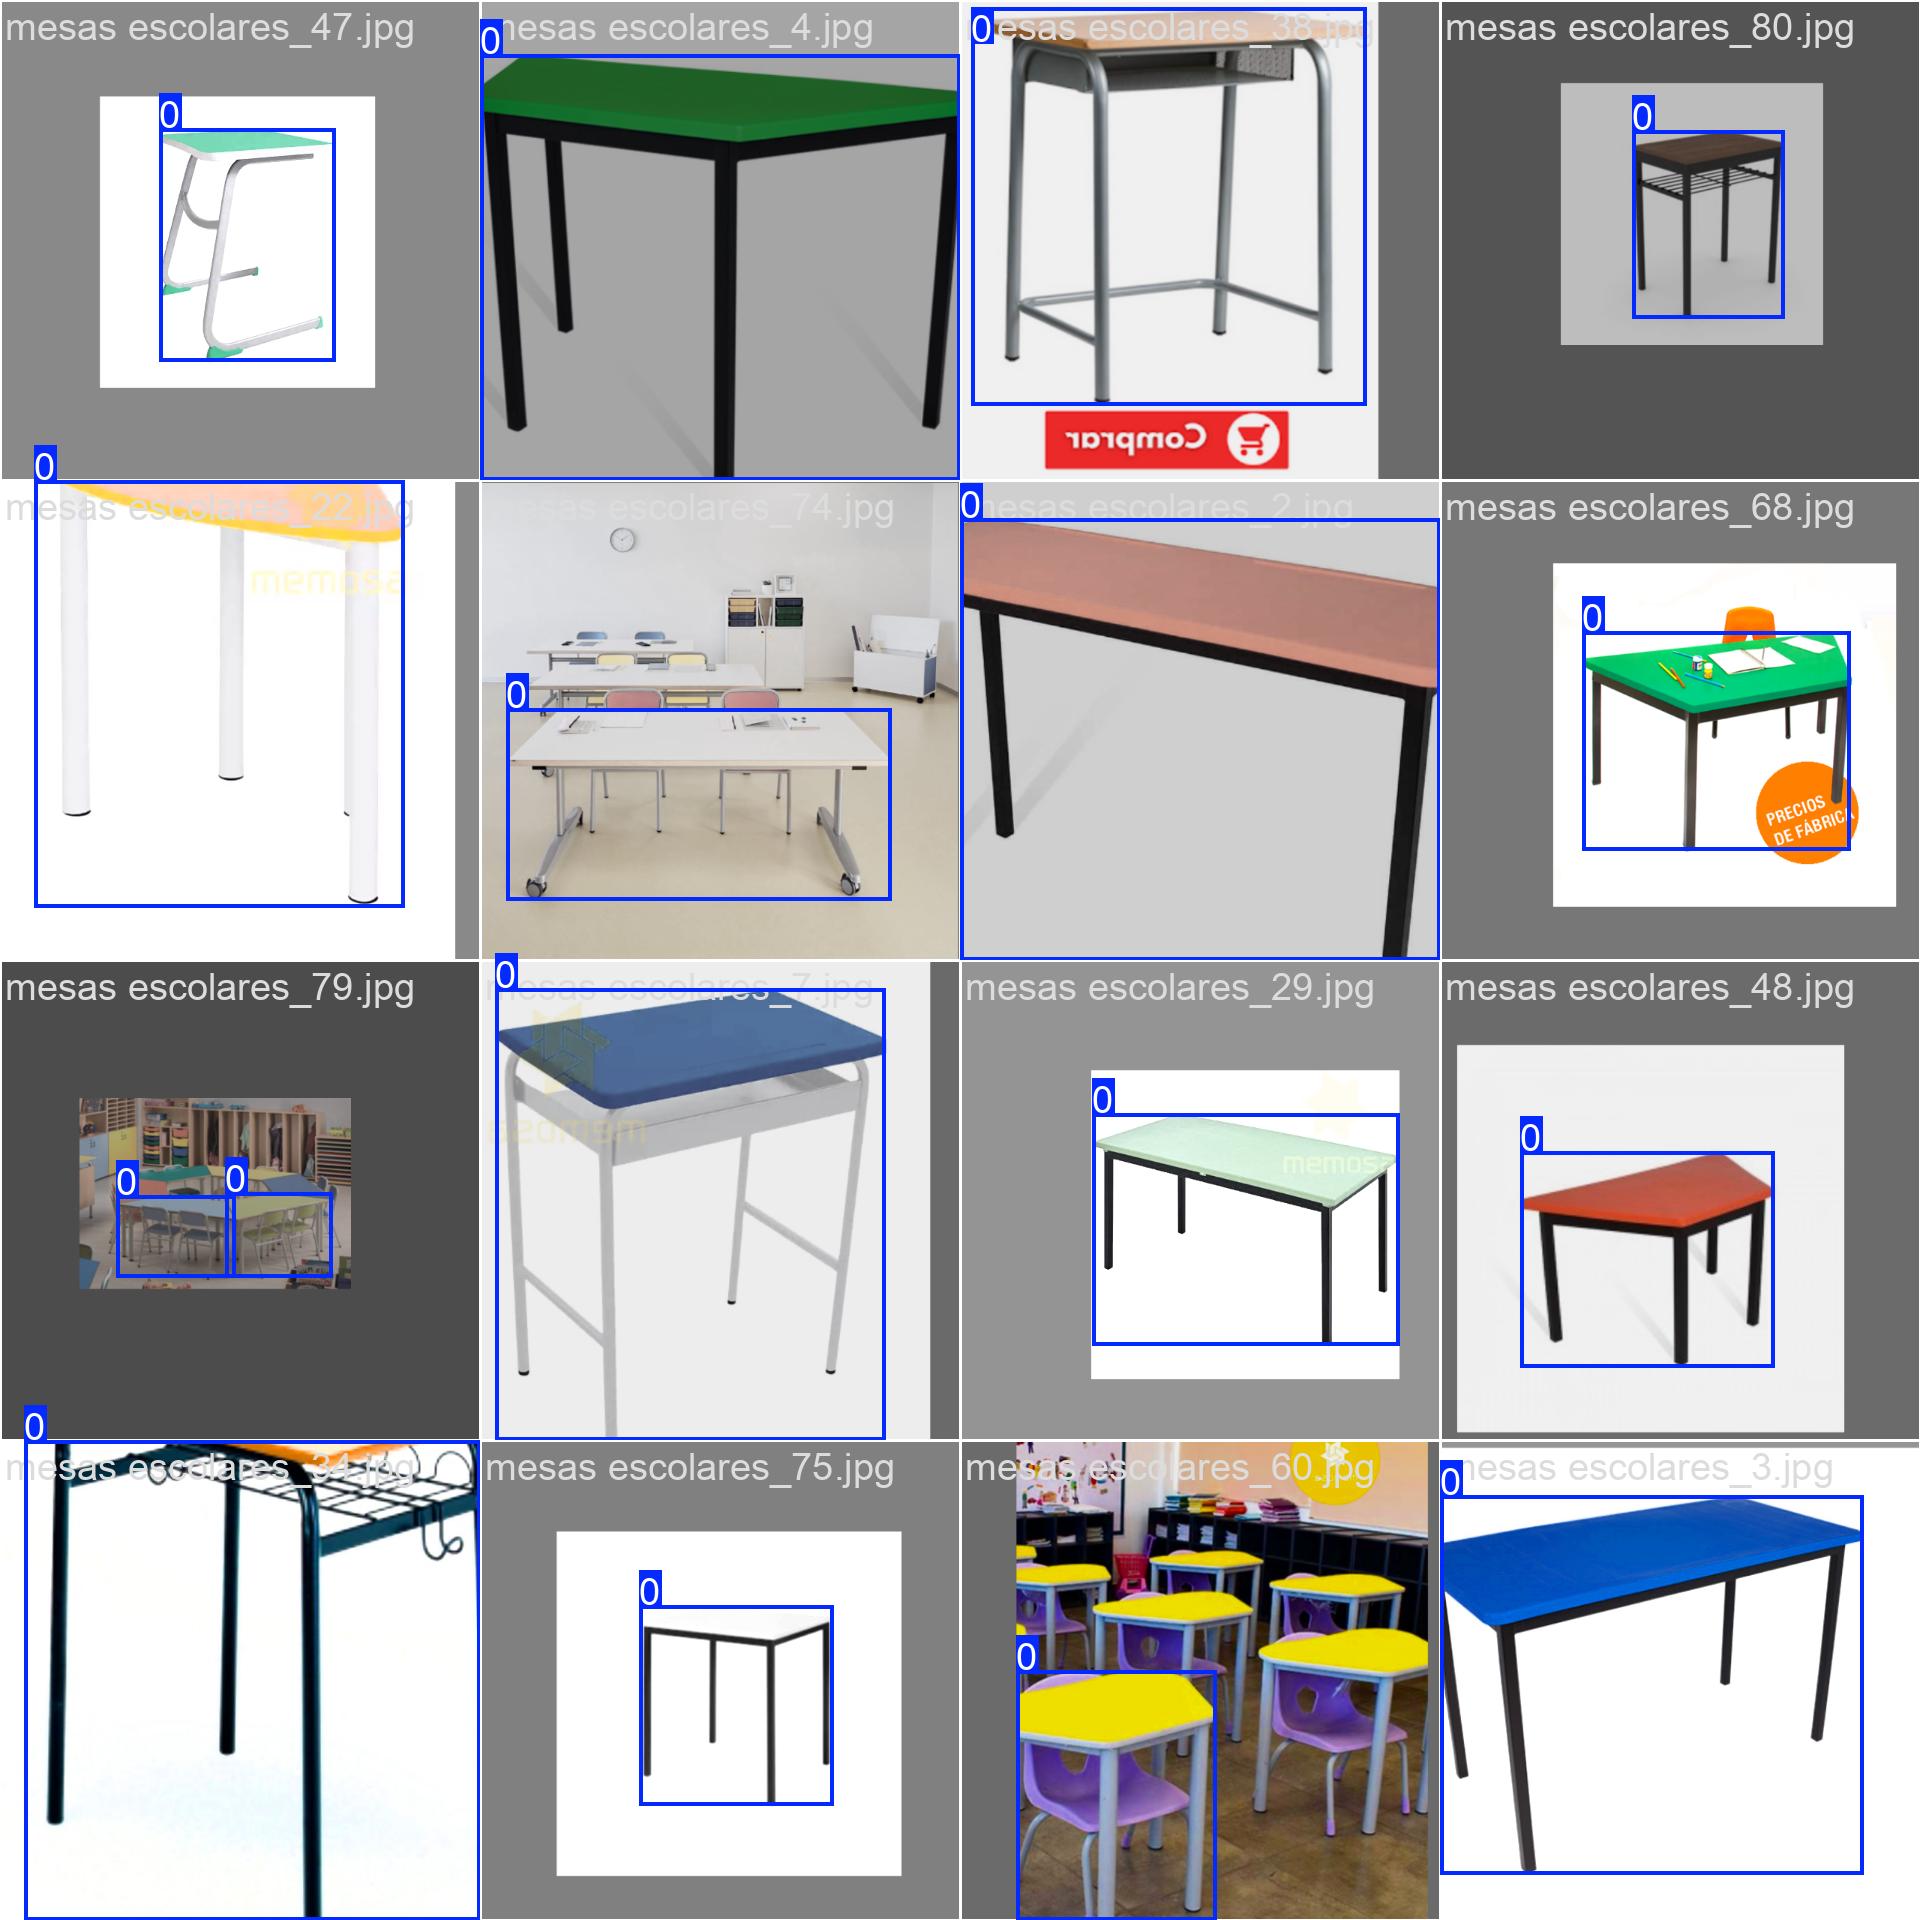 mesas escolares_47.jpg
mesas escolares_4.jpg
mesas escolares_38.jpg
mesas escolares_80.jpg
0
0
0
0
Comprar
mesas escolares_22.jpg
mesas escolares_74.jpg
mesas escolares_2.jpg
mesas escolares_68.jpg
0
0
0
0
memosa
PRECIOS
DE FÁBRICA
mesas escolares_79.jpg
mesas escolares_7.jpg
mesas escolares_29.jpg
mesas escolares_48.jpg
0
0
0
0
0
memosa
memosa
mesas escolares_34.jpg
mesas escolares_75.jpg
mesas escolares_60.jpg
mesas escolares_3.jpg
0
0
0
0